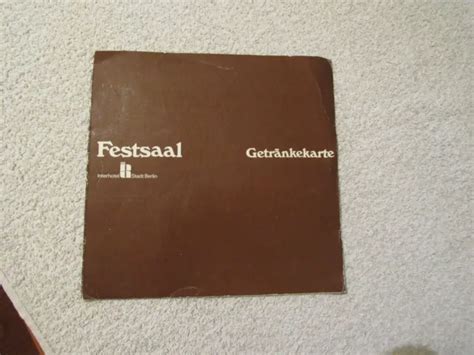 Festsaal
Getränkekarte
Interhotel Stadt Berlin